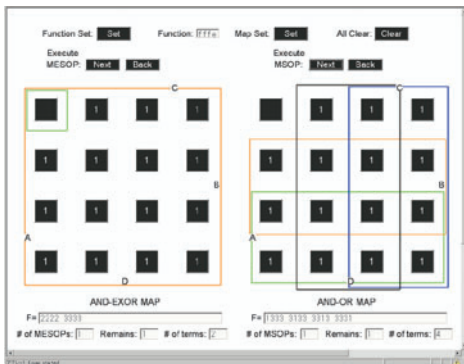 Function Set: Set Function: fffe Map Set: Set All Clear: Clear
Execute Execute
MESOP: Next Back MSOP: Next Back
C C
1 1 1 1 1 1
1 1 1 1 1 1 1 1
B B
1 1 1 1 1 1 1 1
A A
1 1 1 1 1 1 1 1
D D
AND-EXOR MAP AND-OR MAP
F= 2222 3333 F= 1333 3133 3313 3331
# of MESOPs: 1 Remains: 1 # of terms: 2 # of MSOPs: 1 Remains: 1 # of terms: 4